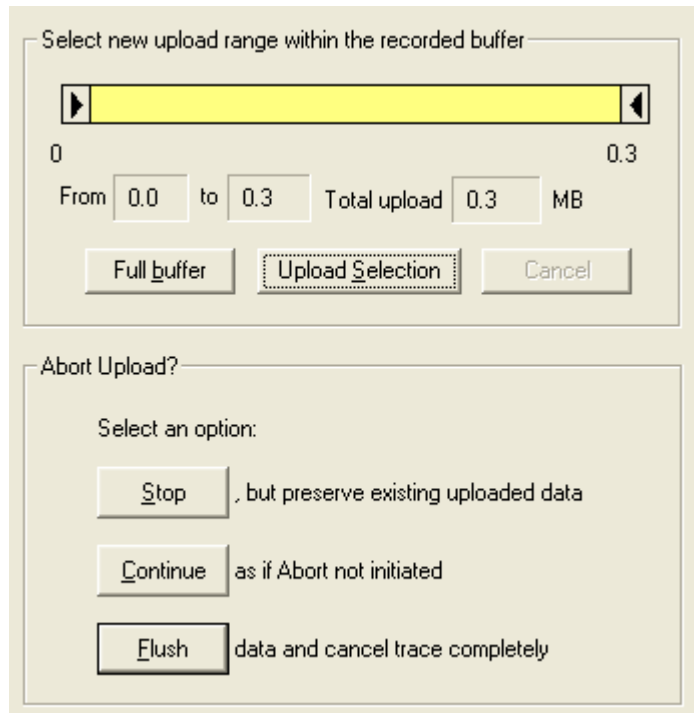 Select new upload range within the recorded buffer
0 0.3
From 0.0 to 0.3 Total upload 0.3 MB
Full buffer Upload Selection Cancel
Abort Upload?
Select an option:
Stop , but preserve existing uploaded data
Continue as if Abort not initiated
Flush data and cancel trace completely